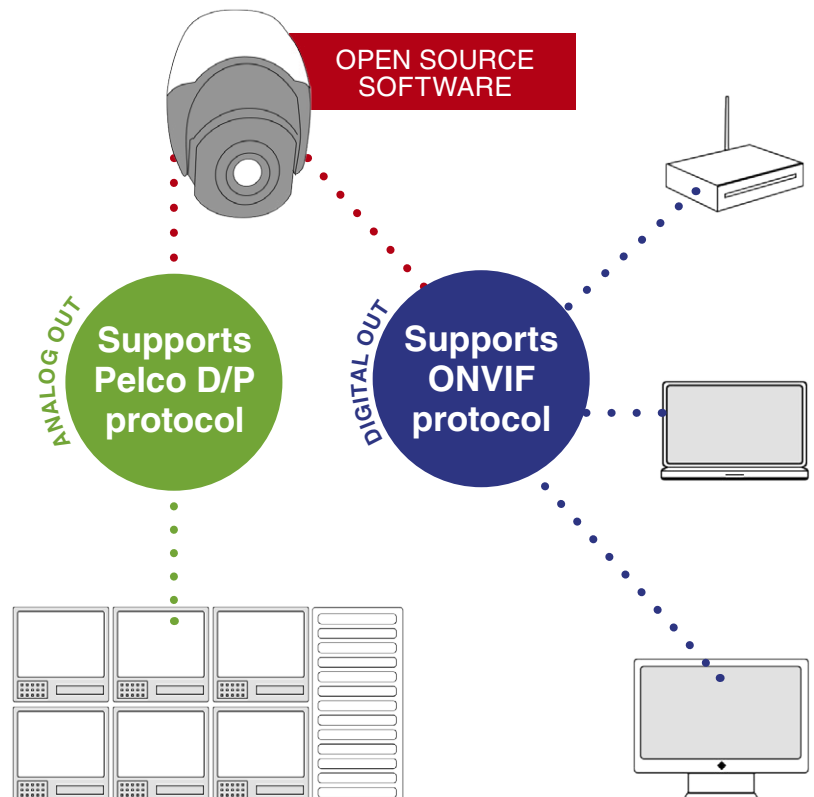 OPEN SOURCE
SOFTWARE
ANALOG OUT
Supports
Pelco D/P
protocol
DIGITAL OUT
Supports
ONVIF
protocol